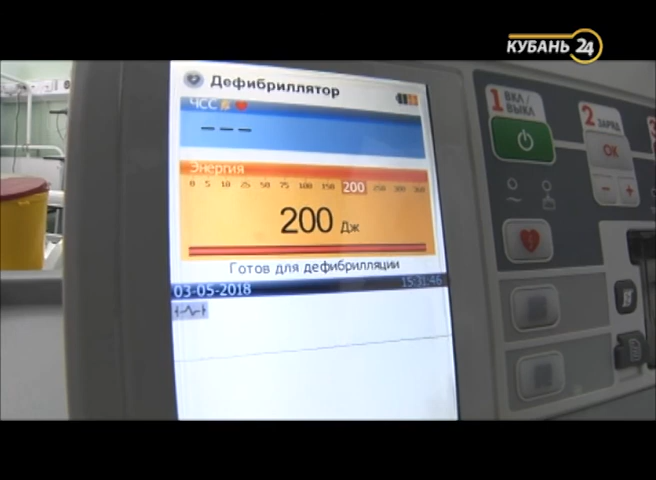 КУБАНЬ 24
Дефибриллятор
ЧСС
---
Энергия
0 5 10 25 50 75 100 150 200 250 300 360
200 Дж
Готов для дефибрилляции
03-05-2018 15:31:46
1 ВКЛ/
ВЫКЛ
2 ЗАРЯД
OK
- +
3